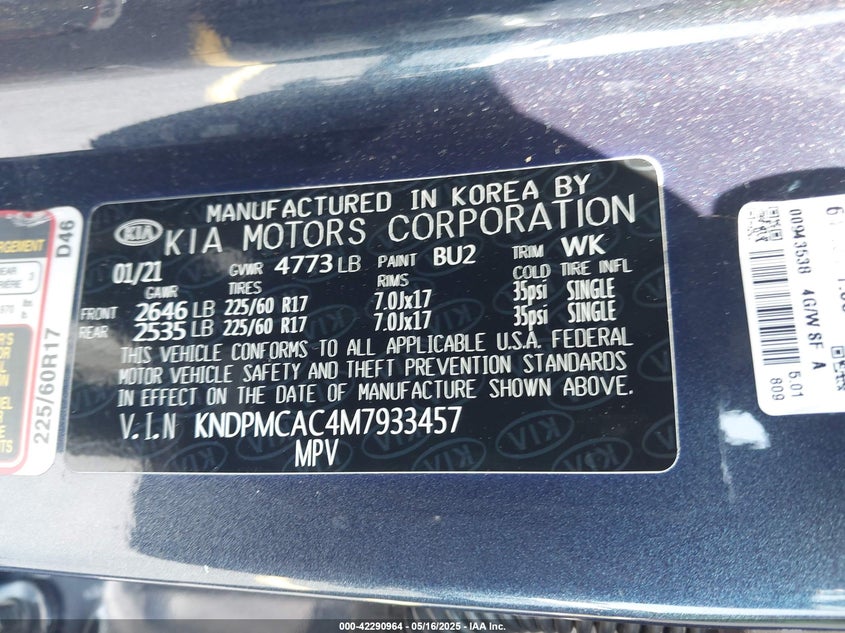 MANUFACTURED IN KOREA BY
KIA KIA MOTORS CORPORATION
01/21 GVWR 4773 LB PAINT BU2 TRIM WK
GAWR TIRES RIMS COLD TIRE INFL
FRONT 2646 LB 225/60 R17 7.0Jx17 35psi SINGLE
REAR 2535 LB 225/60 R17 7.0Jx17 35psi SINGLE
THIS VEHICLE CONFORMS TO ALL APPLICABLE U.S.A. FEDERAL
MOTOR VEHICLE SAFETY AND THEFT PREVENTION STANDARDS
IN EFFECT ON THE DATE OF MANUFACTURE SHOWN ABOVE.
V.I.N KNDPMCAC4M7933457
MPV
225/60R17 D46
00943538 4G/W 8F A
5.01
809
000-42290964 - 05/16/2025 - IAA Inc.